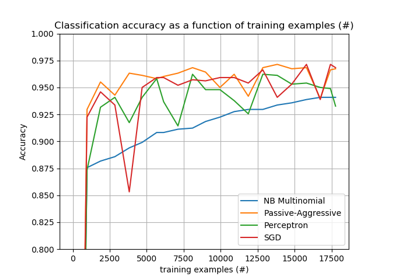 Classification accuracy as a function of training examples (#)
1.000
0.975
0.950
0.925
0.900
0.875
0.850
0.825
0.800
Accuracy
NB Multinomial
Passive-Aggressive
Perceptron
SGD
0 2500 5000 7500 10000 12500 15000 17500
training examples (#)